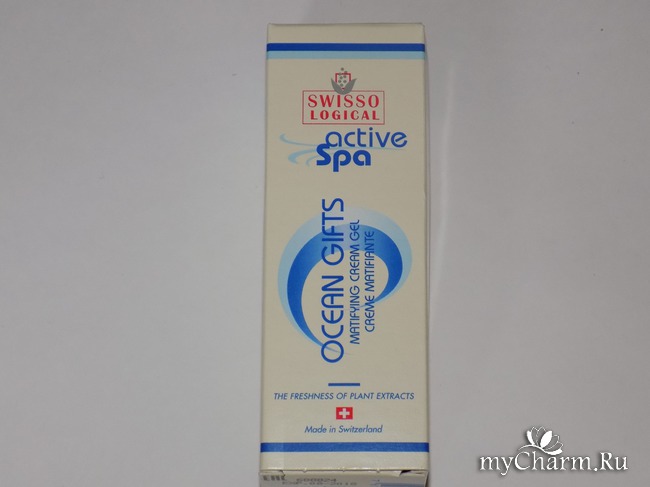 SWISSO
LOGICAL
active
Spa
OCEAN GIFTS
MATIFYING CREAM GEL
CREME MATIFIANTE
THE FRESHNESS OF PLANT EXTRACTS
Made in Switzerland
EAC
myCharm.Ru